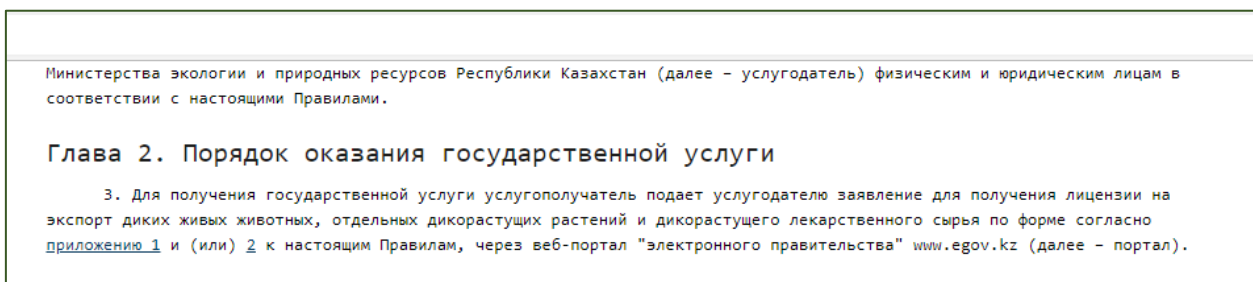 Министерства экологии и природных ресурсов Республики Казахстан (далее – услугодатель) физическим и юридическим лицам в
соответствии с настоящими Правилами.
Глава 2. Порядок оказания государственной услуги
3. Для получения государственной услуги услугополучатель подает услугодателю заявление для получения лицензии на
экспорт диких живых животных, отдельных дикорастущих растений и дикорастущего лекарственного сырья по форме согласно
приложению 1 и (или) 2 к настоящим Правилам, через веб-портал "электронного правительства" www.egov.kz (далее – портал).